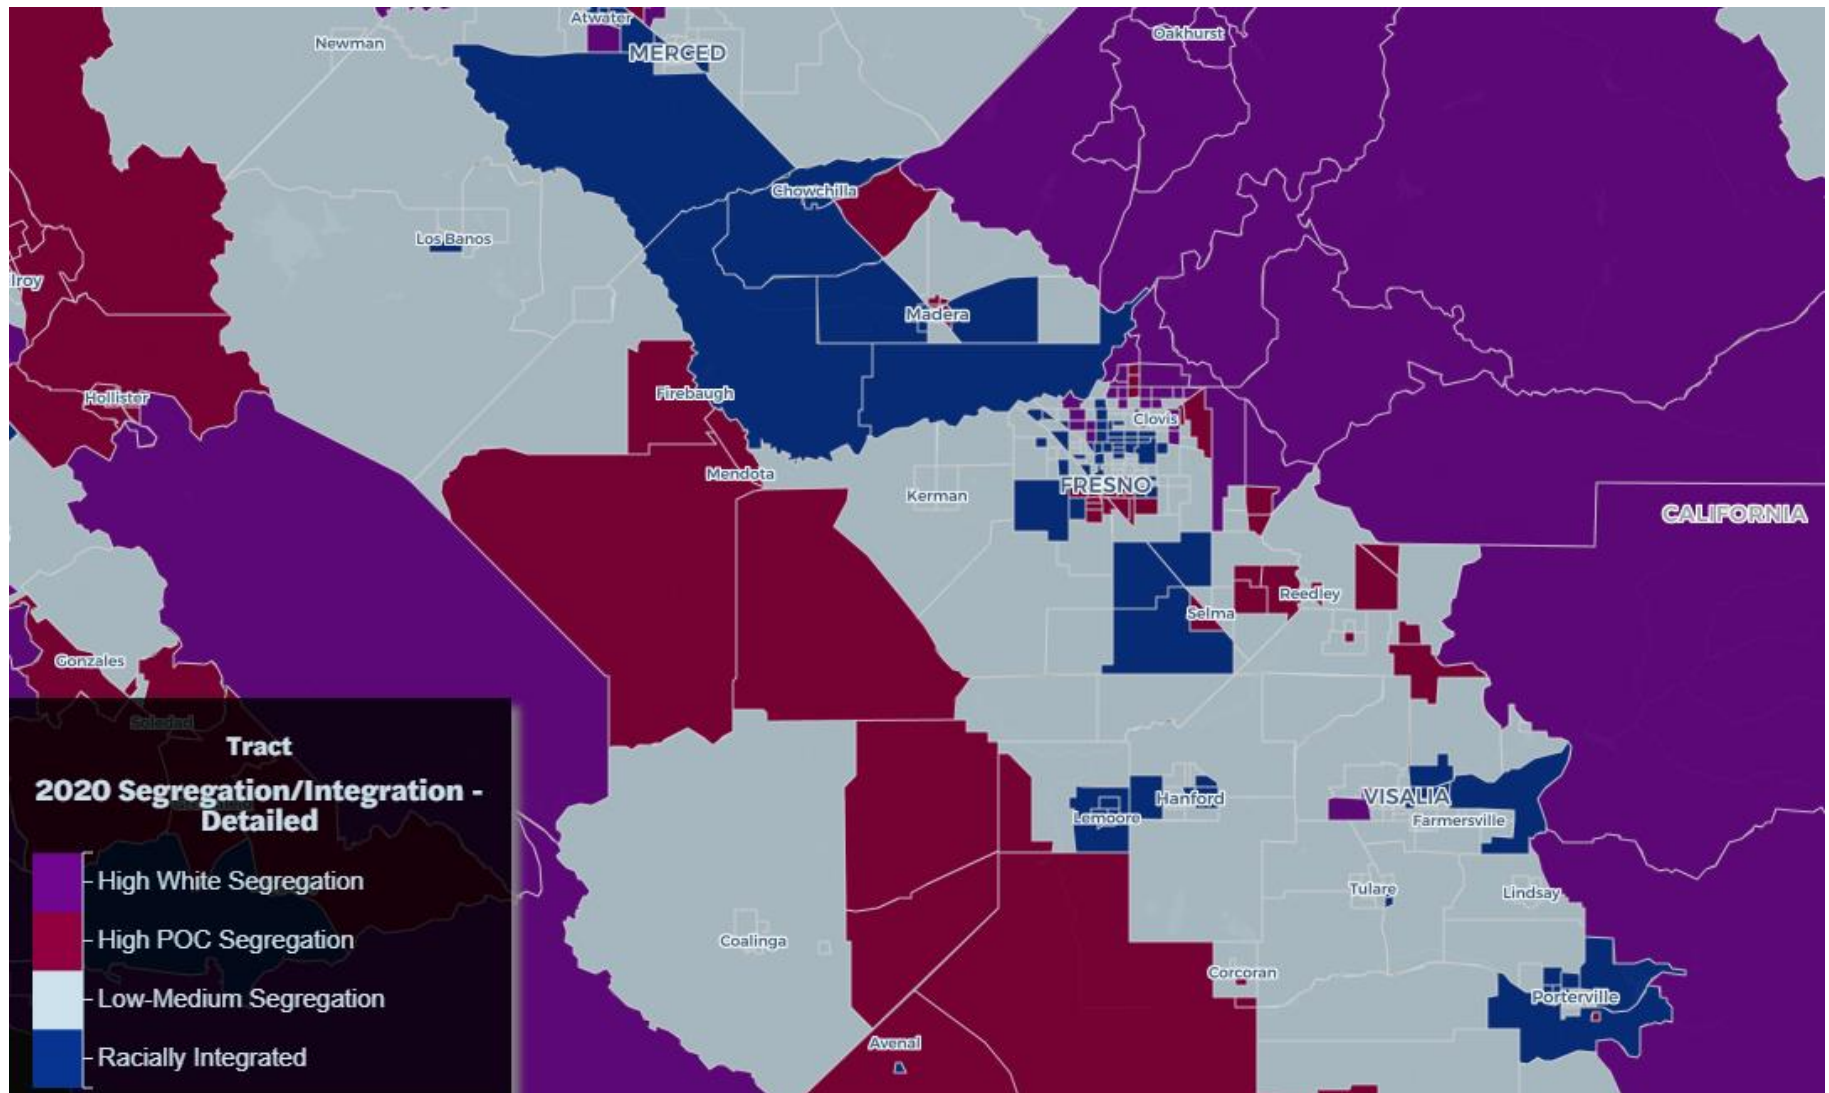 Atwater
Newman
MERCED
Oakhurst
Chowchilla
Los Banos
lroy
Madera
Firebaugh
Hollister
Clovis
Mendota
FRESNO
Kerman
CALIFORNIA
Reedley
Selma
Gonzales
Soledad
Tract
2020 Segregation/Integration -
Detailed
High White Segregation
High POC Segregation
Low-Medium Segregation
Racially Integrated
Hanford
VISALIA
Lemoore
Farmersville
Tulare
Lindsay
Coalinga
Corcoran
Porterville
Avenal